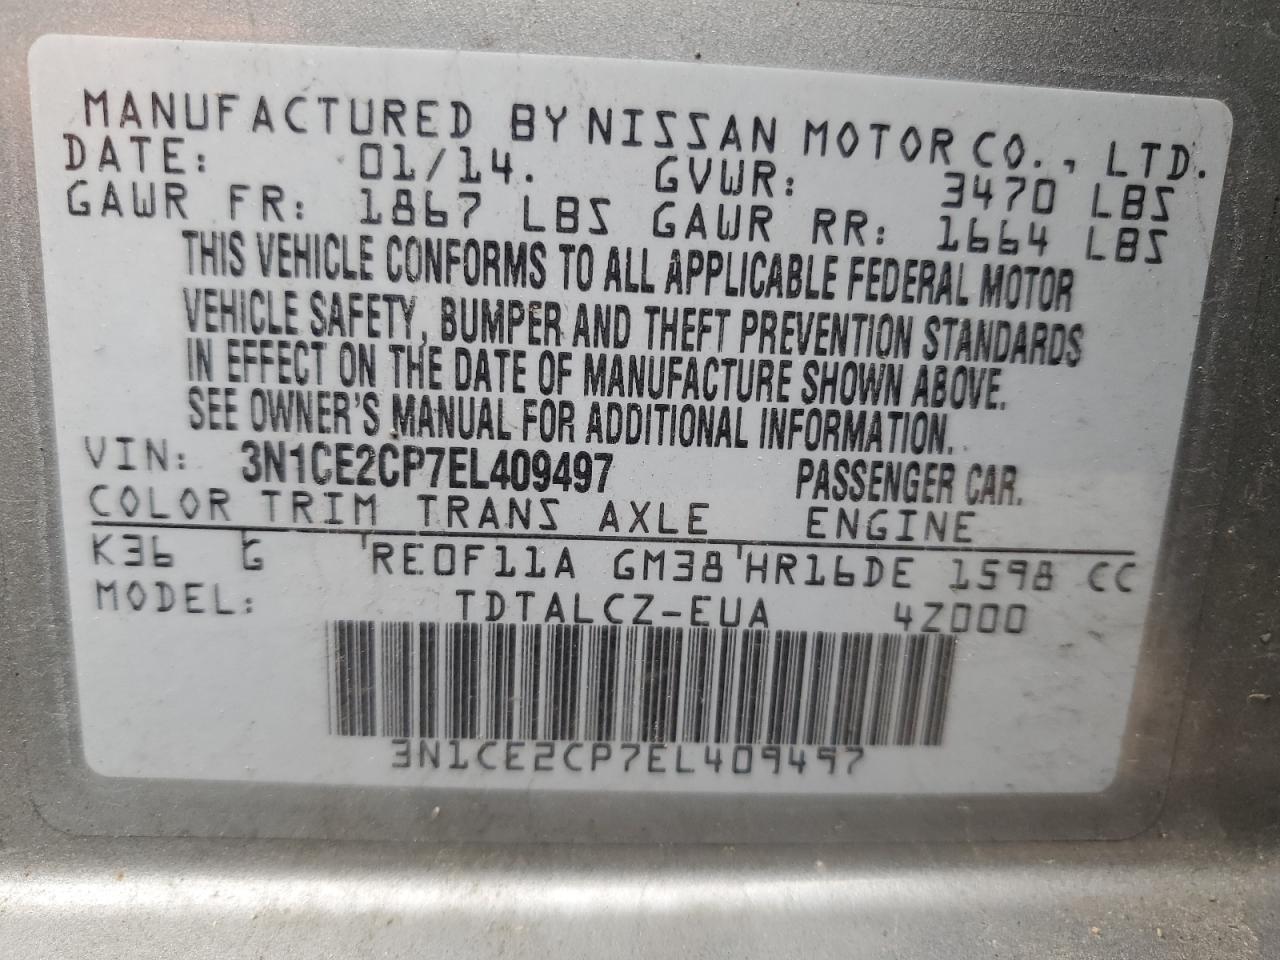 MANUFACTURED BY NISSAN MOTOR CO., LTD.
DATE: 01/14. GVWR: 3470 LBS
GAWR FR: 1867 LBS GAWR RR: 1664 LBS
THIS VEHICLE CONFORMS TO ALL APPLICABLE FEDERAL MOTOR
VEHICLE SAFETY, BUMPER AND THEFT PREVENTION STANDARDS
IN EFFECT ON THE DATE OF MANUFACTURE SHOWN ABOVE.
SEE OWNER'S MANUAL FOR ADDITIONAL INFORMATION.
VIN: 3N1CE2CP7EL409497 PASSENGER CAR.
COLOR TRIM TRANS AXLE ENGINE
K36 G RE0F11A GM38 HR16DE 1598 CC
MODEL: TDTALCZ-EUA 4Z000
3N1CE2CP7EL409497